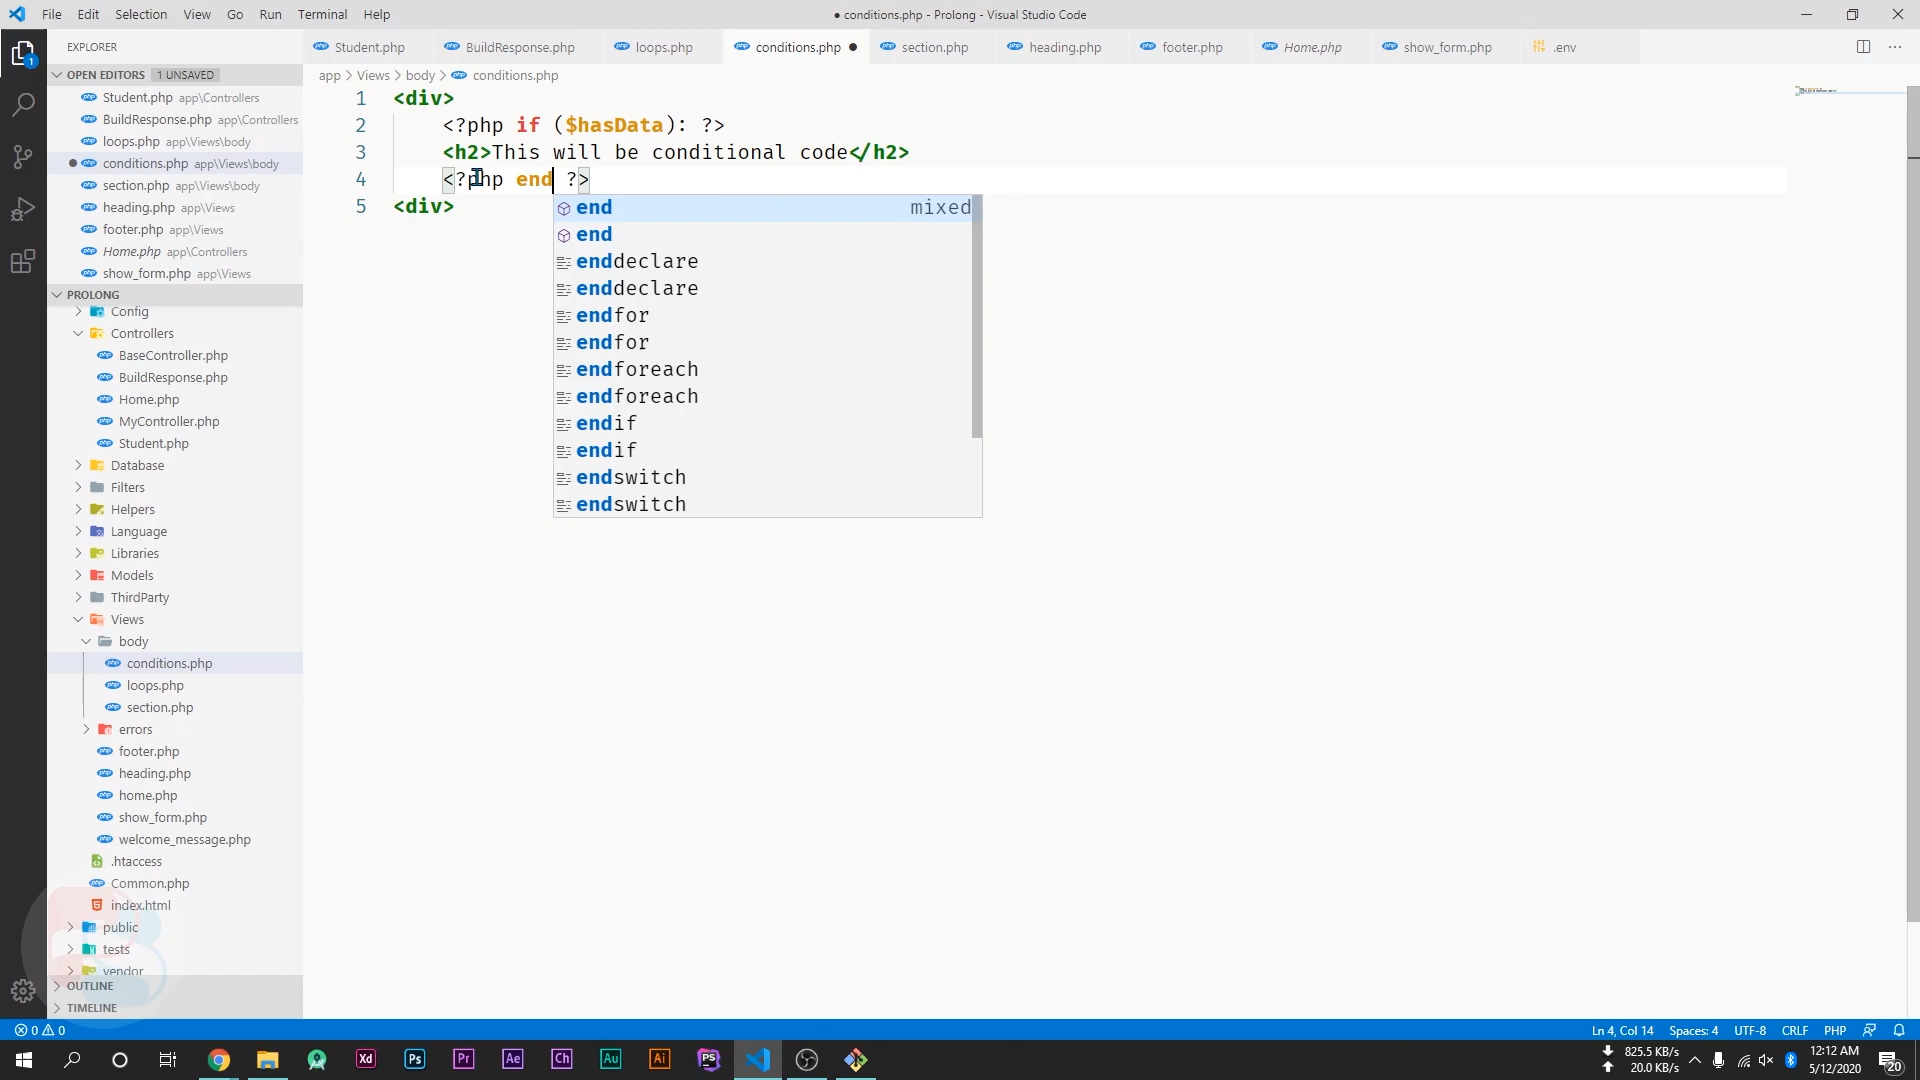 File Edit Selection View Go Run Terminal Help
● conditions.php - Prolong - Visual Studio Code
EXPLORER
Student.php BuildResponse.php loops.php conditions.php section.php heading.php footer.php Home.php show_form.php .env
OPEN EDITORS 1 UNSAVED
app > Views > body > conditions.php
Student.php app\Controllers
BuildResponse.php app\Controllers
loops.php app\Views\body
conditions.php app\Views\body
section.php app\Views\body
heading.php app\Views
footer.php app\Views
Home.php app\Controllers
show_form.php app\Views
1 <div>
2 <?php if ($hasData): ?>
3 <h2>This will be conditional code</h2>
4 <?php end ?>
5 <div>
end mixed
end
enddeclare
enddeclare
endfor
endfor
endforeach
endforeach
endif
endif
endswitch
endswitch
PROLONG
Config
Controllers
BaseController.php
BuildResponse.php
Home.php
MyController.php
Student.php
Database
Filters
Helpers
Language
Libraries
Models
ThirdParty
Views
body
conditions.php
loops.php
section.php
errors
footer.php
heading.php
home.php
show_form.php
welcome_message.php
.htaccess
Common.php
index.html
public
tests
vendor
OUTLINE
TIMELINE
1
0 0
Ln 4, Col 14 Spaces: 4 UTF-8 CRLF PHP
Xd Ps Pr Ae Ch Au Ai PS
825.5 KB/s
20.0 KB/s
12:12 AM
5/12/2020
20